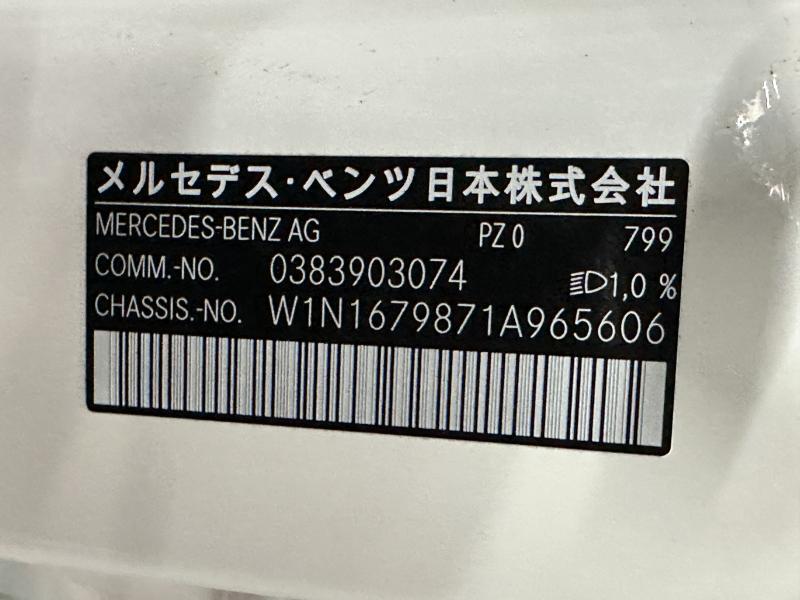 メルセデス・ベンツ日本株式会社
MERCEDES-BENZ AG PZ 0 799
COMM.-NO. 0383903074 1,0 %
CHASSIS.-NO. W1N1679871A965606